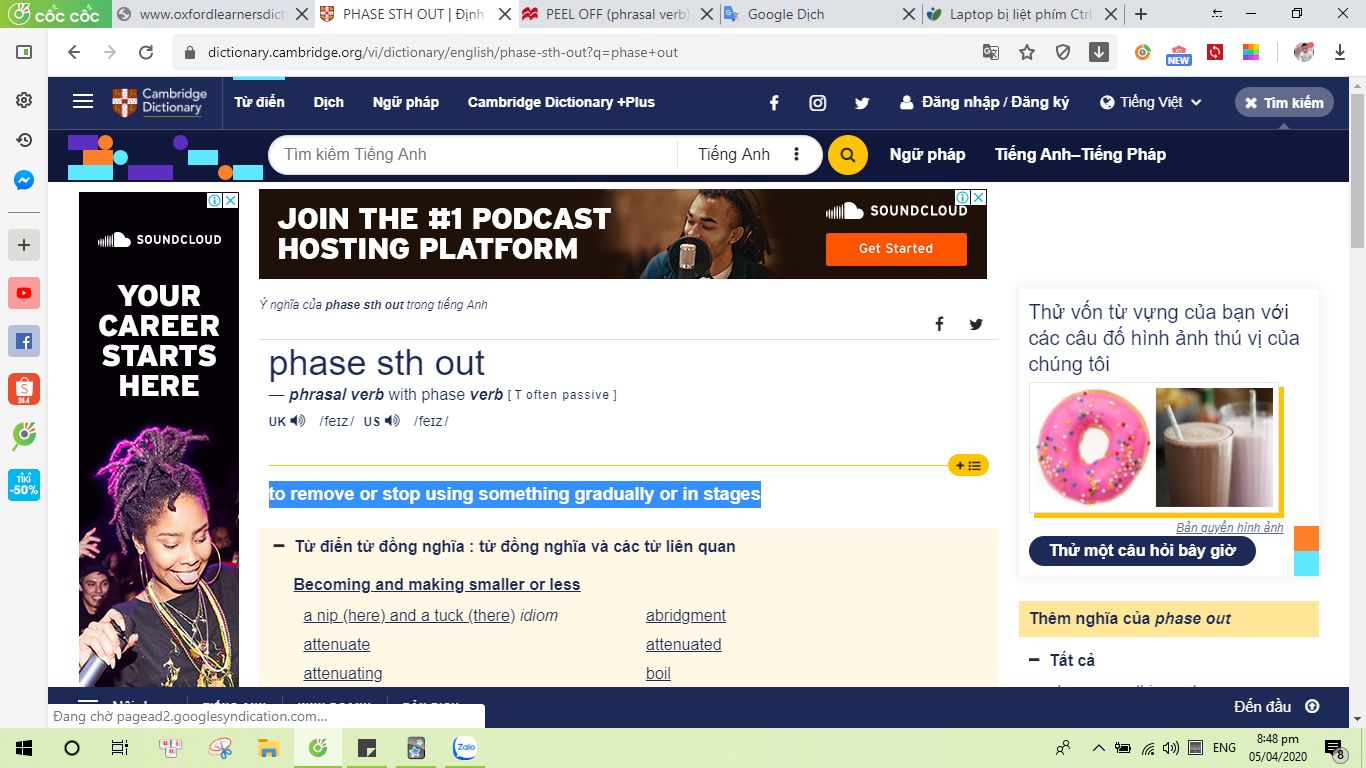 cốc cốc
www.oxfordlearnersdict
PHASE STH OUT | Định
PEEL OFF (phrasal verb)
Google Dịch
Laptop bị liệt phím Ctrl
dictionary.cambridge.org/vi/dictionary/english/phase-sth-out?q=phase+out
NEW
Cambridge
Dictionary
Từ điển
Dịch
Ngữ pháp
Cambridge Dictionary +Plus
Đăng nhập / Đăng ký
Tiếng Việt
Tìm kiếm
Tìm kiếm Tiếng Anh
Tiếng Anh
Ngữ pháp
Tiếng Anh–Tiếng Pháp
SOUNDCLOUD
YOUR
CAREER
STARTS
HERE
JOIN THE #1 PODCAST
HOSTING PLATFORM
SOUNDCLOUD
Get Started
Ý nghĩa của phase sth out trong tiếng Anh
phase sth out
— phrasal verb with phase verb [ T often passive ]
UK /feɪz/ US /feɪz/
to remove or stop using something gradually or in stages
Từ điển từ đồng nghĩa : từ đồng nghĩa và các từ liên quan
Becoming and making smaller or less
a nip (here) and a tuck (there) idiom
abridgment
attenuate
attenuated
attenuating
boil
Thử vốn từ vựng của bạn với
các câu đố hình ảnh thú vị của
chúng tôi
Bản quyền hình ảnh
Thử một câu hỏi bây giờ
Thêm nghĩa của phase out
Tất cả
24.4
TIKI
-50%
Đến đầu
Đang chờ pagead2.googlesyndication.com...
Zalo
ENG
8:48 pm
05/04/2020
8